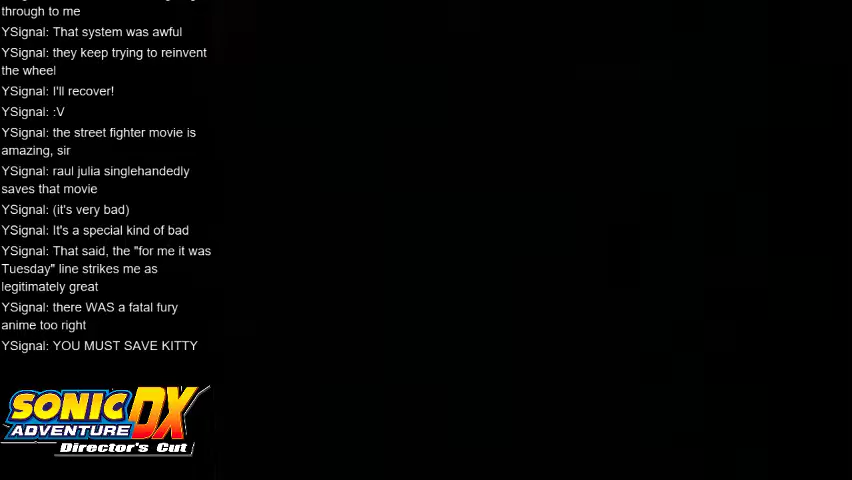 through to me
YSignal: That system was awful
YSignal: they keep trying to reinvent
the wheel
YSignal: I'll recover!
YSignal: :V
YSignal: the street fighter movie is
amazing, sir
YSignal: raul julia singlehandedly
saves that movie
YSignal: (it's very bad)
YSignal: It's a special kind of bad
YSignal: That said, the "for me it was
Tuesday" line strikes me as
legitimately great
YSignal: there WAS a fatal fury
anime too right
YSignal: YOU MUST SAVE KITTY
SONIC
ADVENTURE DX
Director's Cut